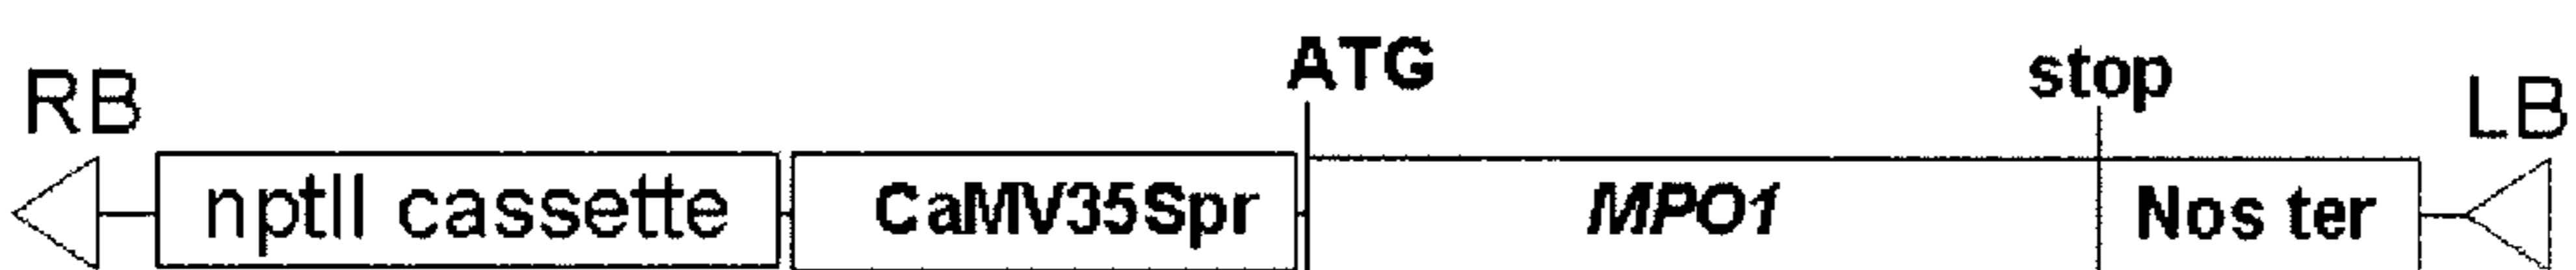 RB ATG stop LB
nptII cassette CaMV35Spr MPO1 Nos ter